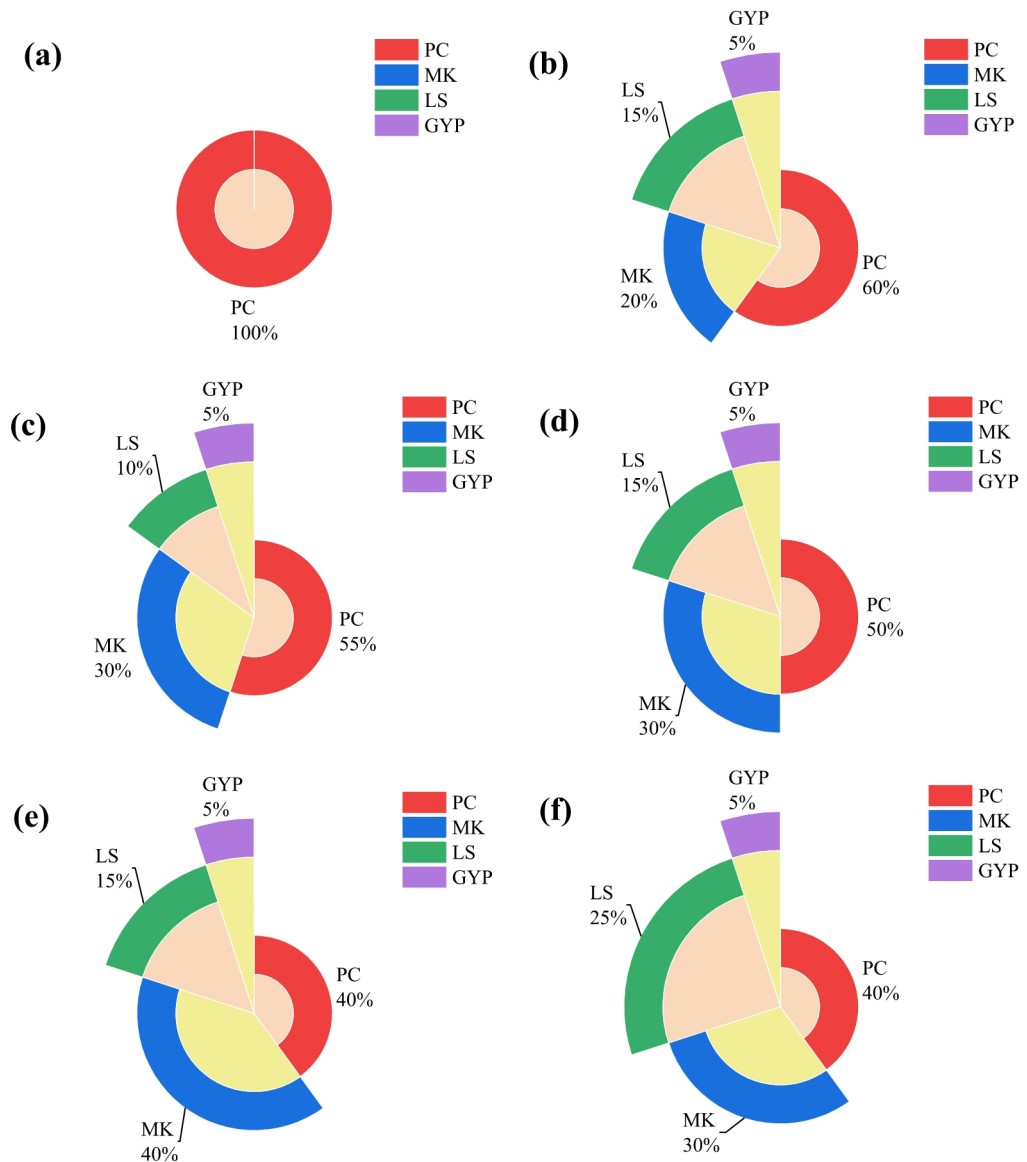 (a)
PC
MK
LS
GYP
PC
100%
(b)
GYP
5%
PC
MK
LS
GYP
LS
15%
MK
20%
PC
60%
(c)
GYP
5%
PC
MK
LS
GYP
LS
10%
MK
30%
PC
55%
(d)
GYP
5%
PC
MK
LS
GYP
LS
15%
PC
50%
MK
30%
(e)
GYP
5%
PC
MK
LS
GYP
LS
15%
PC
40%
MK
40%
(f)
GYP
5%
PC
MK
LS
GYP
LS
25%
PC
40%
MK
30%